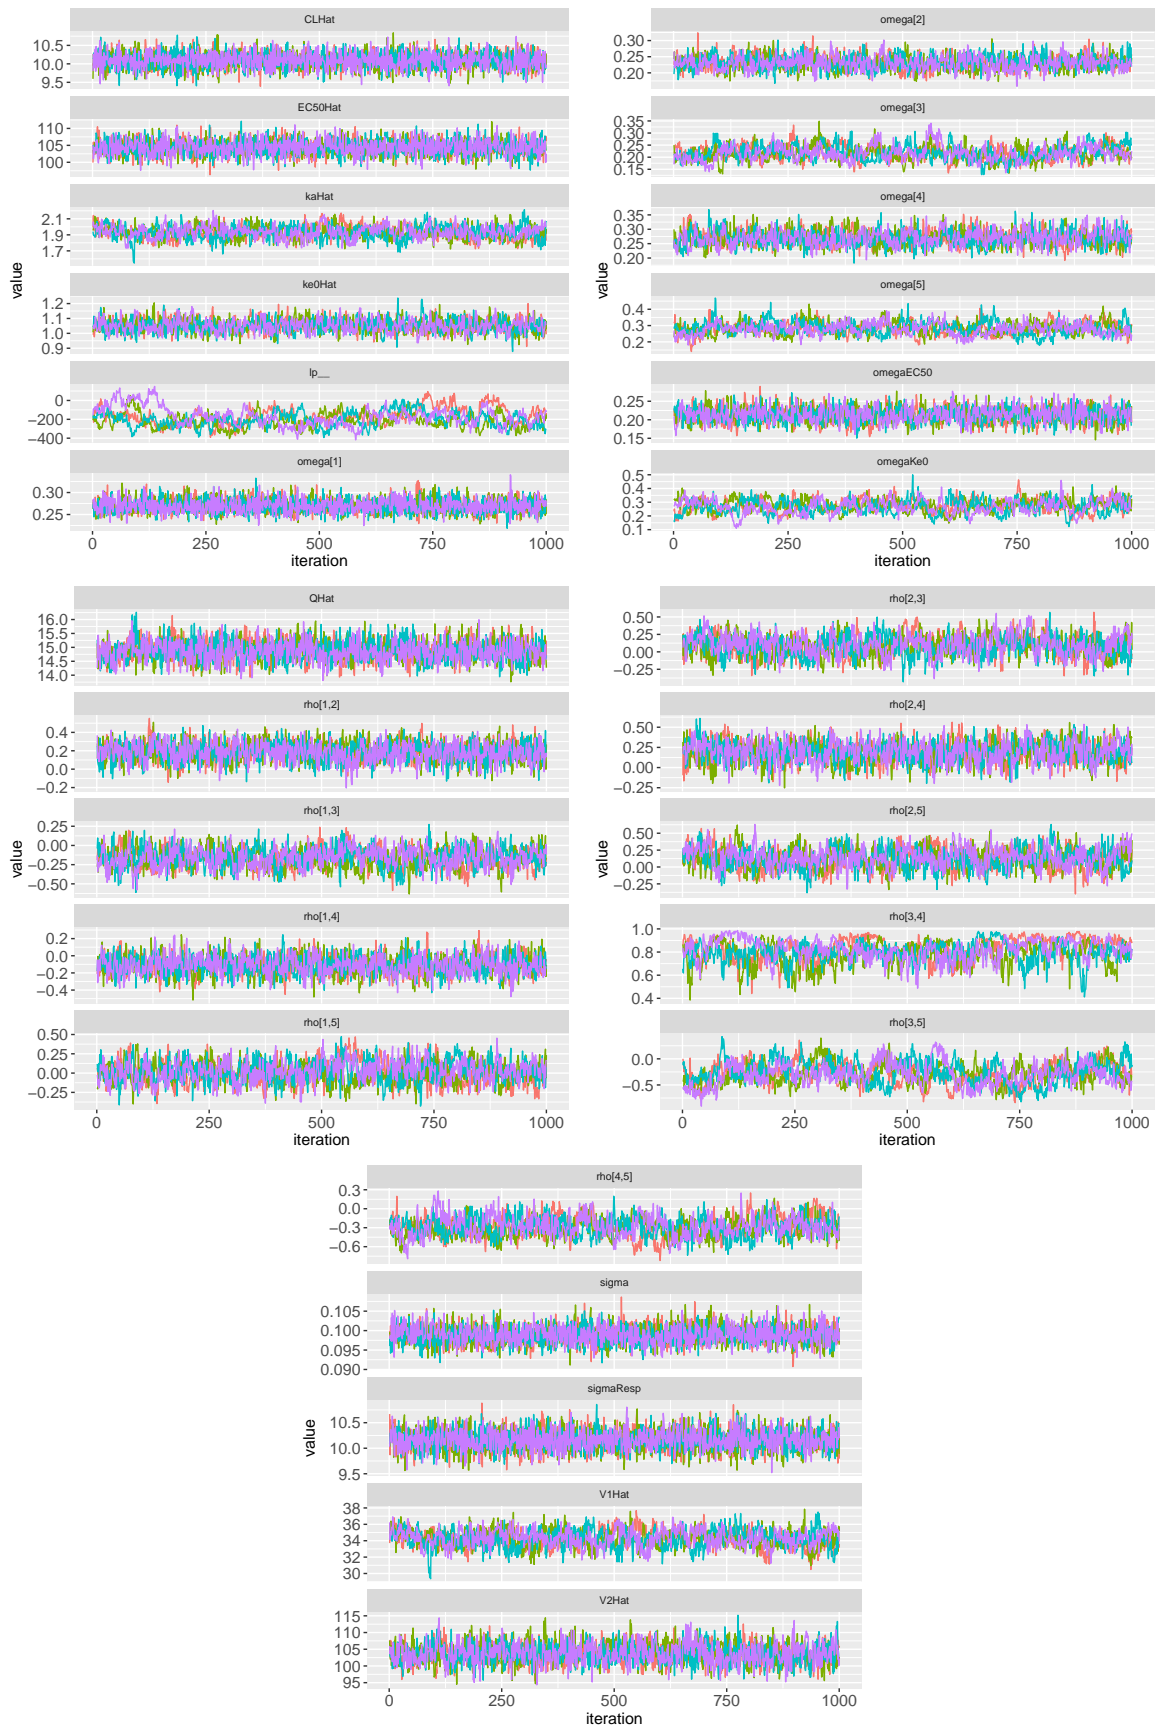 CLHat
10.5
10.0
9.5
EC50Hat
110
105
100
kaHat
2.1
1.9
1.7
ke0Hat
1.2
1.1
1.0
0.9
lp__
0
−200
−400
omega[1]
0.30
0.25
0 250 500 750 1000
iteration
value
omega[2]
0.30
0.25
0.20
omega[3]
0.35
0.30
0.25
0.20
0.15
omega[4]
0.35
0.30
0.25
0.20
omega[5]
0.4
0.3
0.2
omegaEC50
0.25
0.20
0.15
omegaKe0
0.5
0.4
0.3
0.2
0.1
0 250 500 750 1000
iteration
value
QHat
16.0
15.5
15.0
14.5
14.0
rho[1,2]
0.4
0.2
0.0
−0.2
rho[1,3]
0.25
0.00
−0.25
−0.50
rho[1,4]
0.2
0.0
−0.2
−0.4
rho[1,5]
0.50
0.25
0.00
−0.25
0 250 500 750 1000
iteration
value
rho[2,3]
0.50
0.25
0.00
−0.25
rho[2,4]
0.50
0.25
0.00
−0.25
rho[2,5]
0.50
0.25
0.00
−0.25
rho[3,4]
1.0
0.8
0.6
0.4
rho[3,5]
0.0
−0.5
0 250 500 750 1000
iteration
value
rho[4,5]
0.3
0.0
−0.3
−0.6
sigma
0.105
0.100
0.095
0.090
sigmaResp
10.5
10.0
9.5
V1Hat
38
36
34
32
30
V2Hat
115
110
105
100
95
0 250 500 750 1000
iteration
value